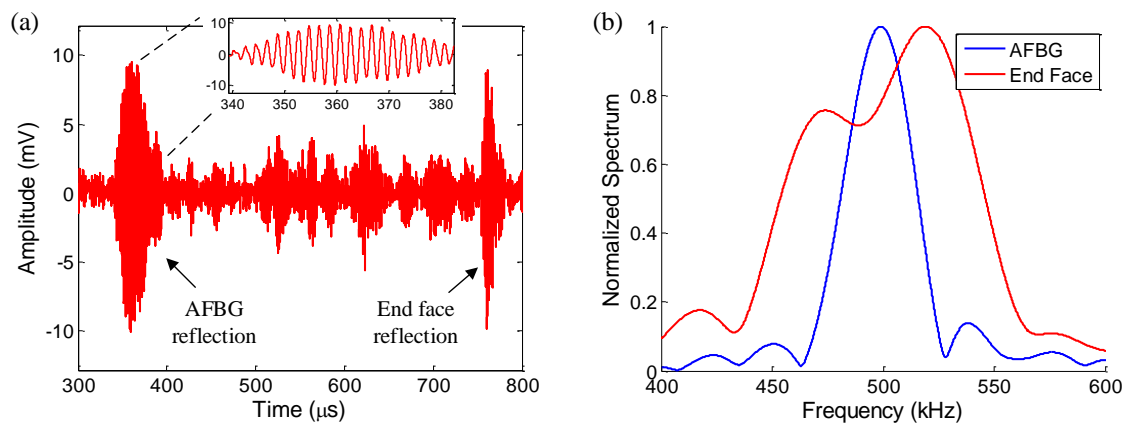 (a)
10
0
-10
340
350
360
370
380
10
5
0
-5
-10
Amplitude (mV)
AFBG
reflection
End face
reflection
300
400
500
600
700
800
Time (μs)
(b)
1
0.8
0.6
0.4
0.2
0
Normalized Spectrum
AFBG
End Face
400
450
500
550
600
Frequency (kHz)